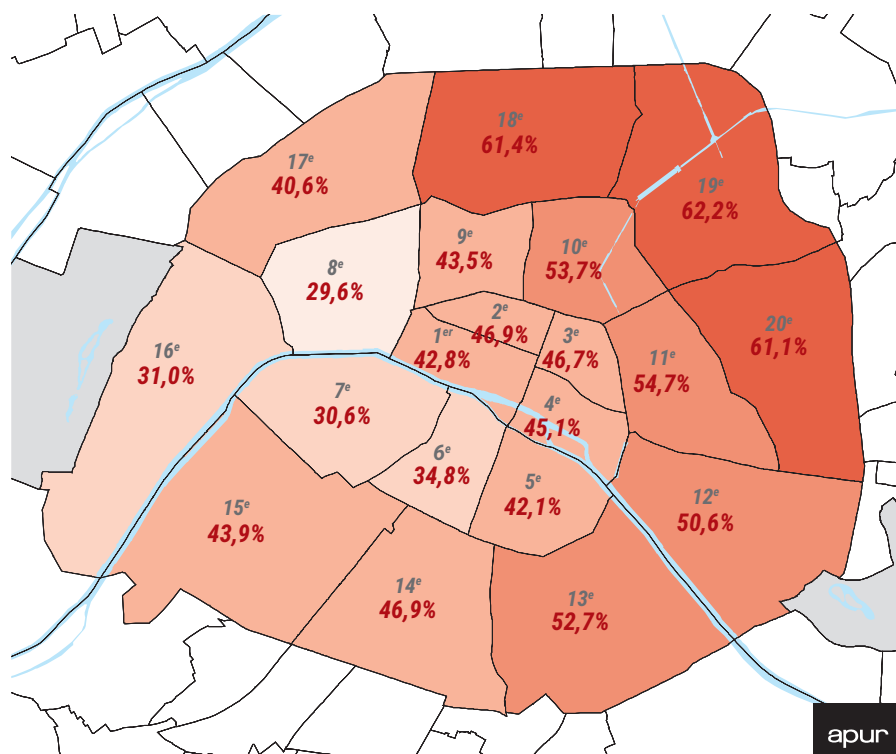 18ᵉ
61,4%
17ᵉ
40,6%
19ᵉ
62,2%
9ᵉ
43,5%
10ᵉ
53,7%
8ᵉ
29,6%
2ᵉ
46,9%
20ᵉ
61,1%
1ᵉʳ
42,8%
3ᵉ
46,7%
16ᵉ
31,0%
11ᵉ
54,7%
7ᵉ
30,6%
4ᵉ
45,1%
6ᵉ
34,8%
5ᵉ
42,1%
12ᵉ
50,6%
15ᵉ
43,9%
14ᵉ
46,9%
13ᵉ
52,7%
apur